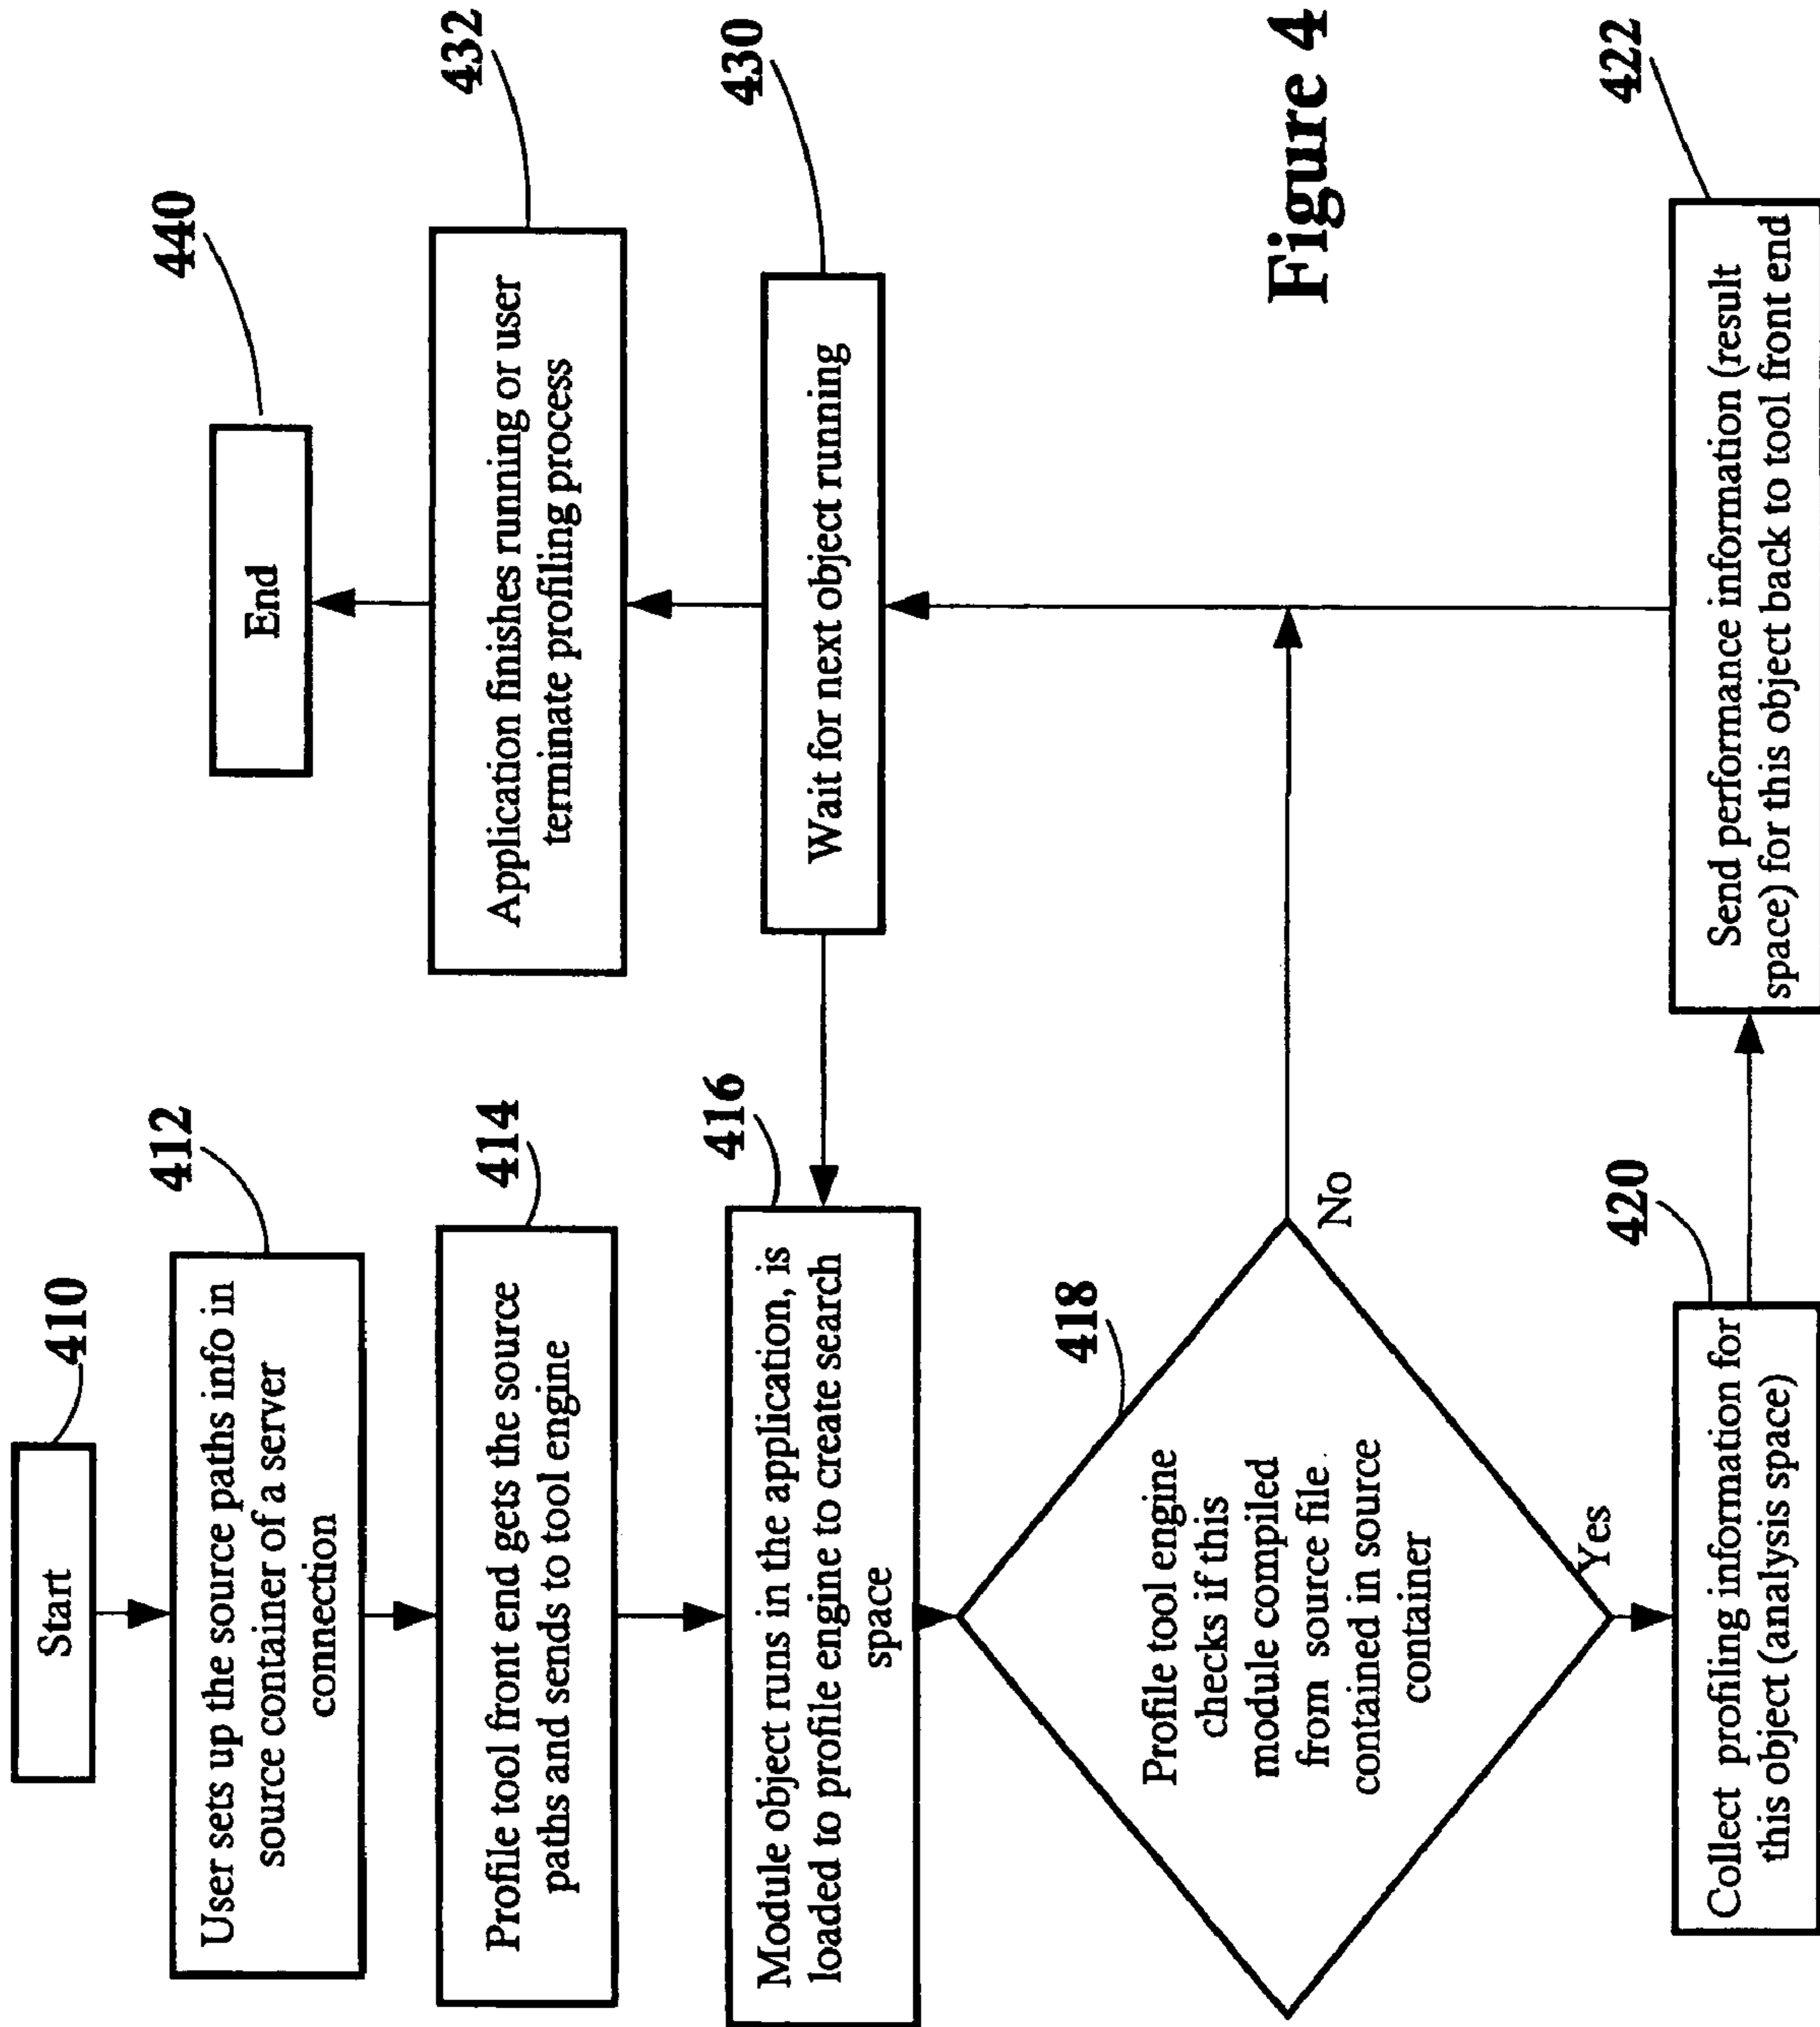 Start
410
User sets up the source paths info in
source container of a server
connection
412
Profile tool front end gets the source
paths and sends to tool engine
414
Module object runs in the application, is
loaded to profile engine to create search
space
416
Profile tool engine
checks if this
module compiled
from source file.
contained in source
container
418
No
Yes
Collect profiling information for
this object (analysis space)
420
Send performance information (result
space) for this object back to tool front end
422
Wait for next object running
430
Application finishes running or user
terminate profiling process
432
End
440
Figure 4